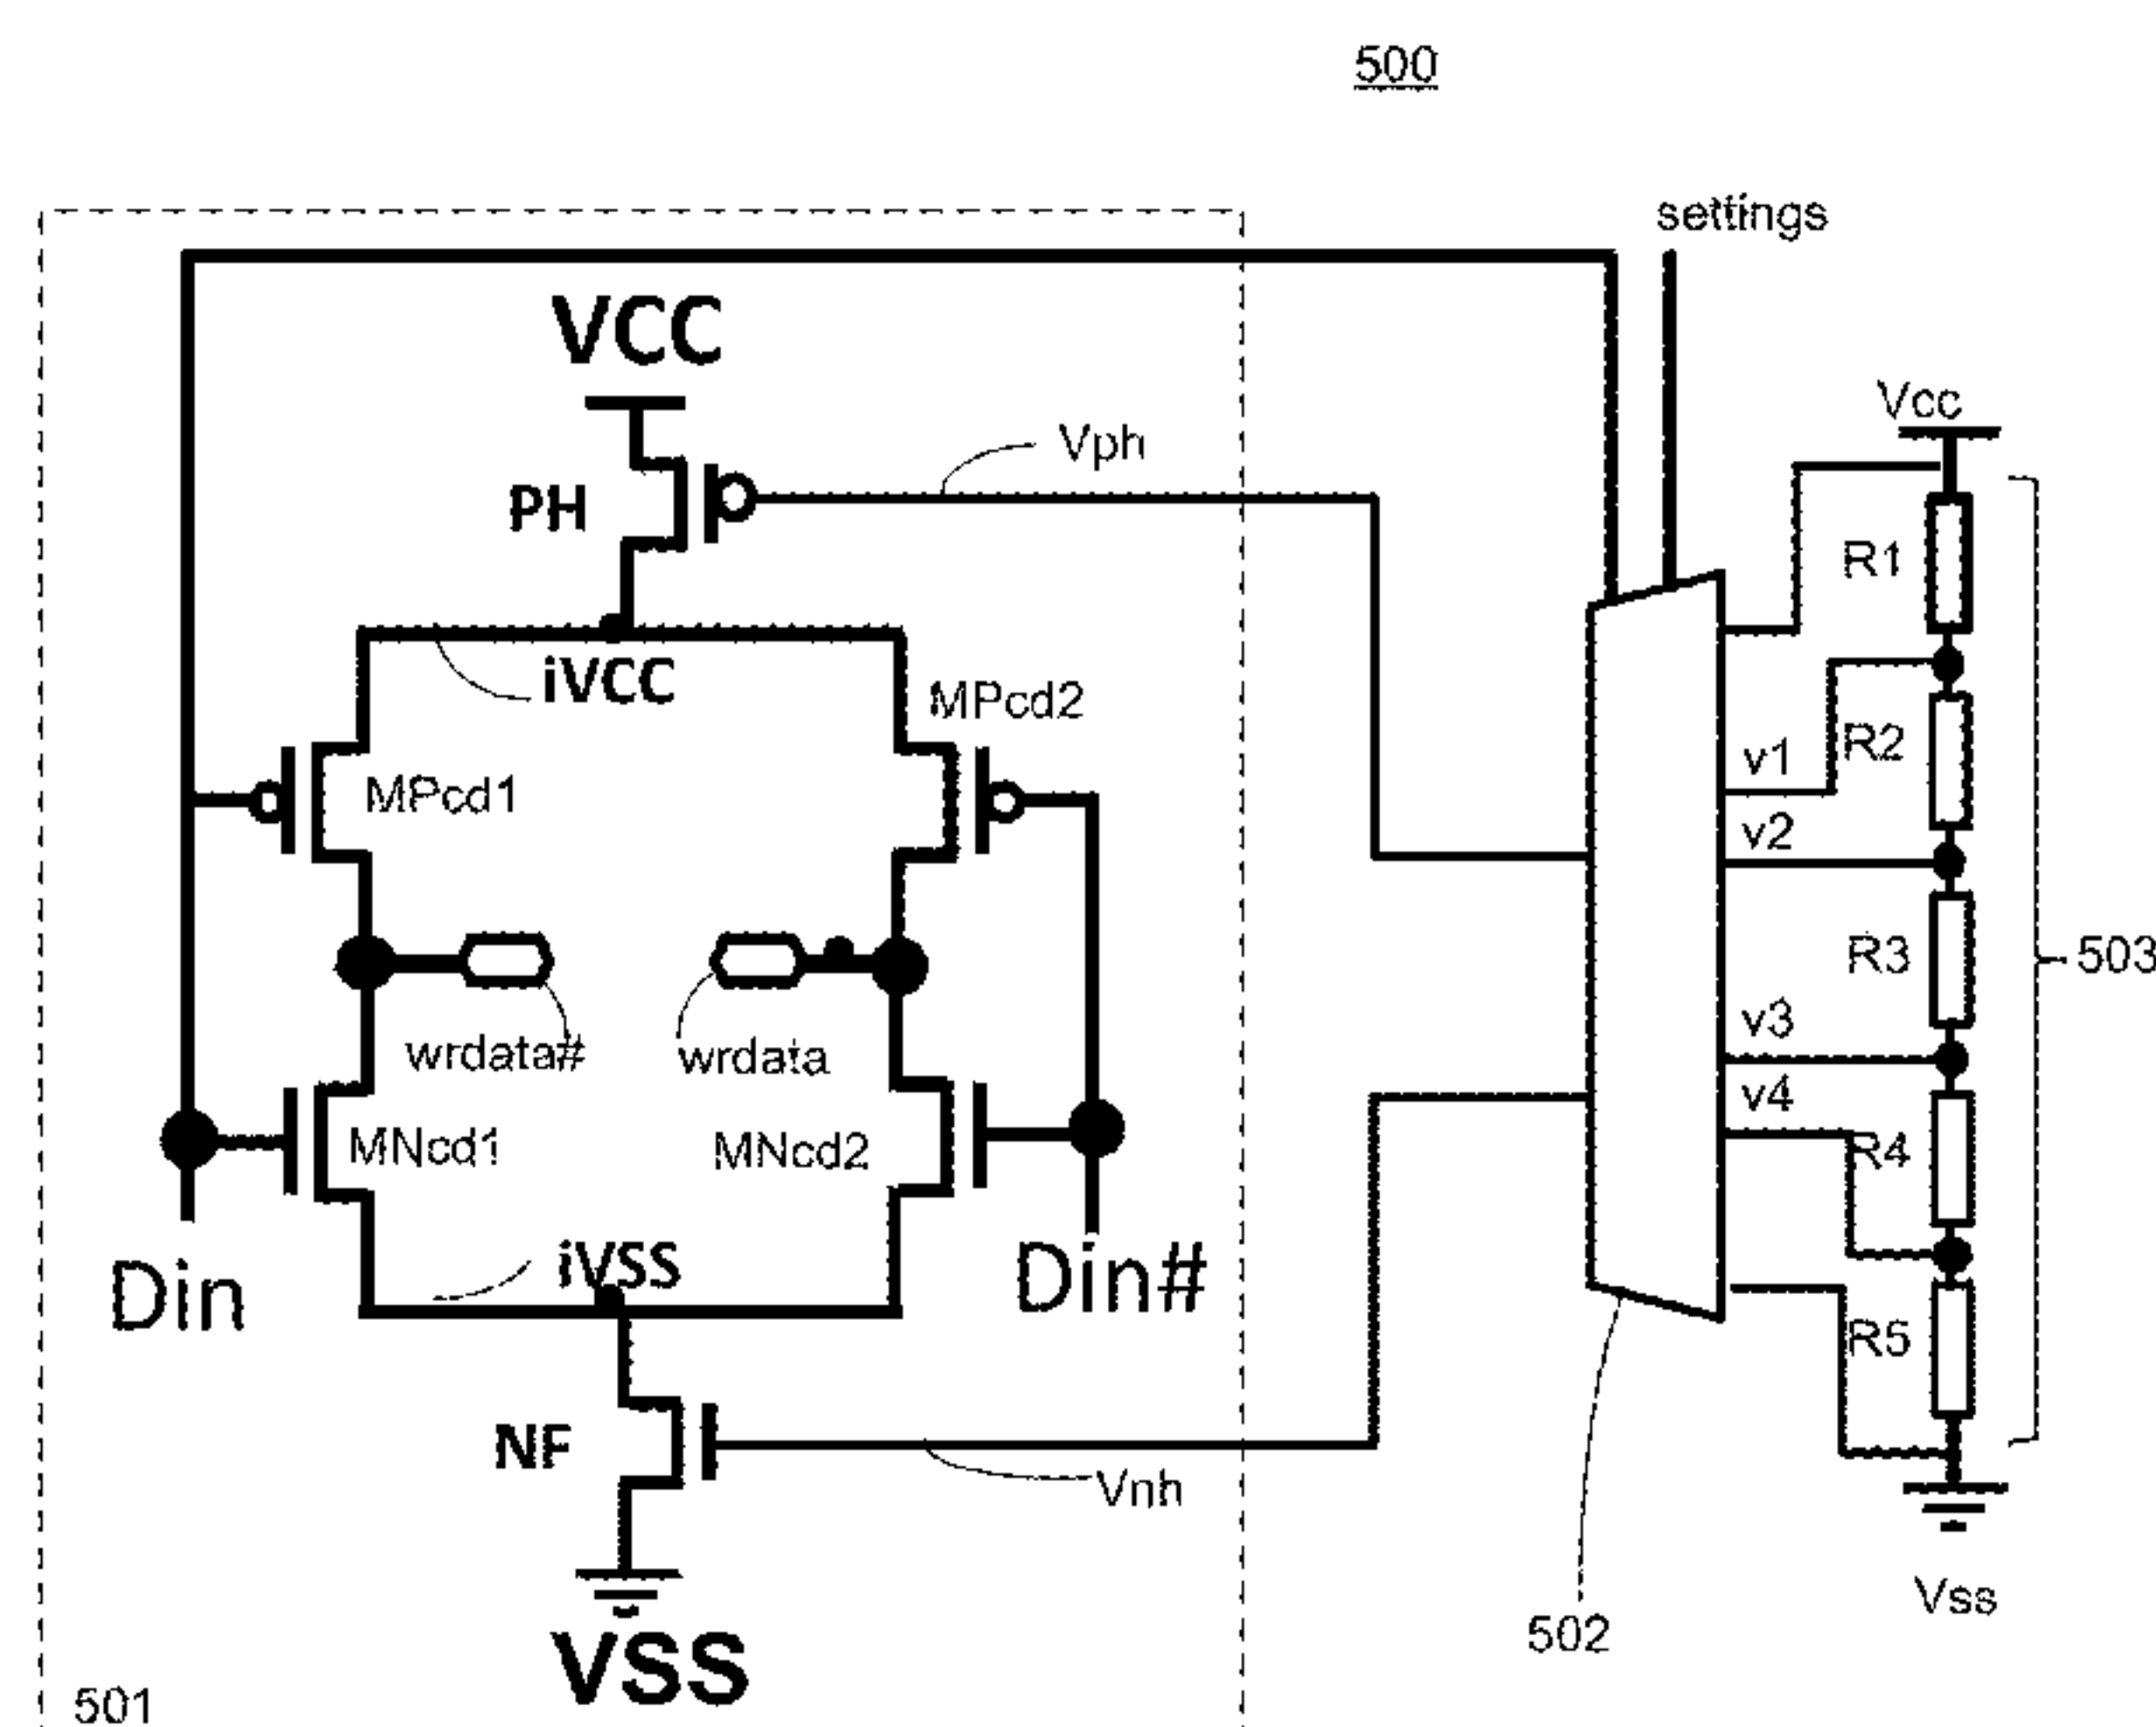 500
settings
VCC
Vcc
Vph
PH
R1
iVCC
MPcd2
R2
v1
MPcd1
v2
R3
503
wrdata#
wrdata
v3
v4
MNcd1
MNcd2
R4
iVSS
Din
Din#
R5
NF
Vnh
Vss
502
VSS
501